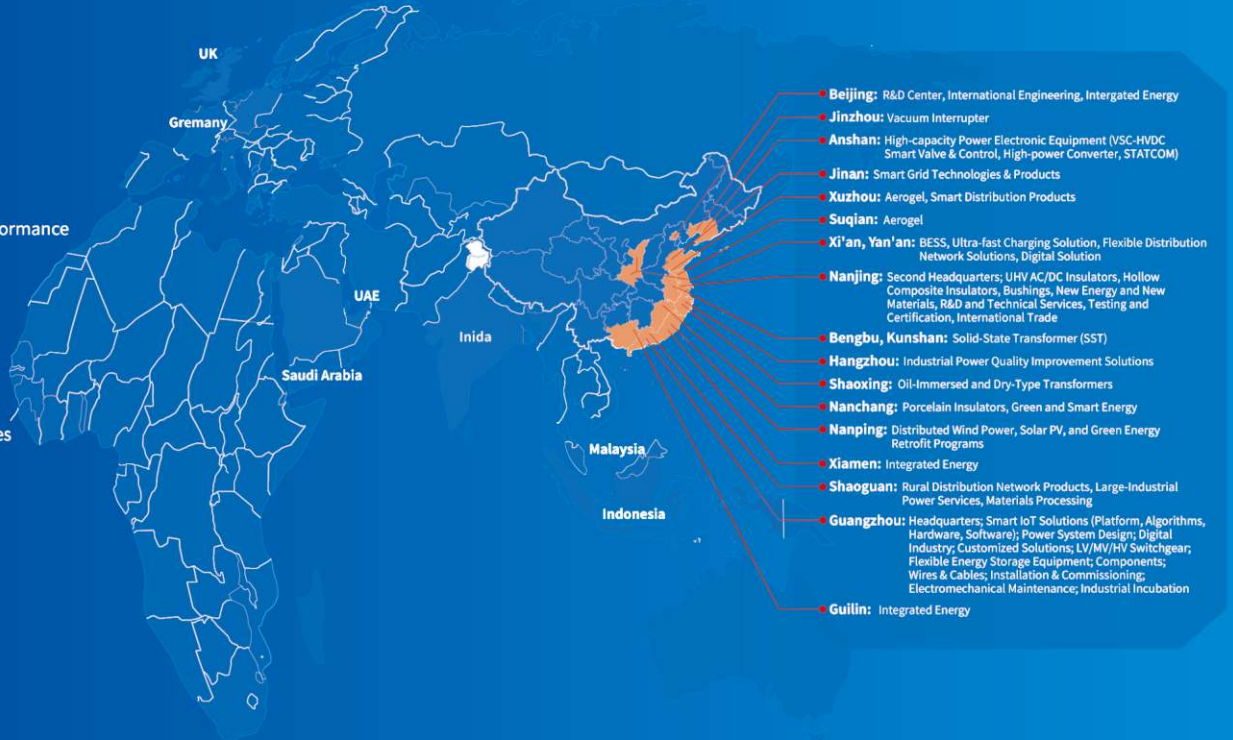 UK
Gremany
ormance
UAE
Inida
Saudi Arabia
es
Malaysia
Indonesia
Beijing: R&D Center, International Engineering, Intergated Energy
Jinzhou: Vacuum Interrupter
Anshan: High-capacity Power Electronic Equipment (VSC-HVDC
Smart Valve & Control, High-power Converter, STATCOM)
Jinan: Smart Grid Technologies & Products
Xuzhou: Aerogel, Smart Distribution Products
Suqian: Aerogel
Xi'an, Yan'an: BESS, Ultra-fast Charging Solution, Flexible Distribution
Network Solutions, Digital Solution
Nanjing: Second Headquarters; UHV AC/DC Insulators, Hollow
Composite Insulators, Bushings, New Energy and New
Materials, R&D and Technical Services, Testing and
Certification, International Trade
Bengbu, Kunshan: Solid-State Transformer (SST)
Hangzhou: Industrial Power Quality Improvement Solutions
Shaoxing: Oil-Immersed and Dry-Type Transformers
Nanchang: Porcelain Insulators, Green and Smart Energy
Nanping: Distributed Wind Power, Solar PV, and Green Energy
Retrofit Programs
Xiamen: Integrated Energy
Shaoguan: Rural Distribution Network Products, Large-Industrial
Power Services, Materials Processing
Guangzhou: Headquarters; Smart IoT Solutions (Platform, Algorithms,
Hardware, Software); Power System Design; Digital
Industry; Customized Solutions; LV/MV/HV Switchgear;
Flexible Energy Storage Equipment; Components;
Wires & Cables; Installation & Commissioning;
Electromechanical Maintenance; Industrial Incubation
Guilin: Integrated Energy